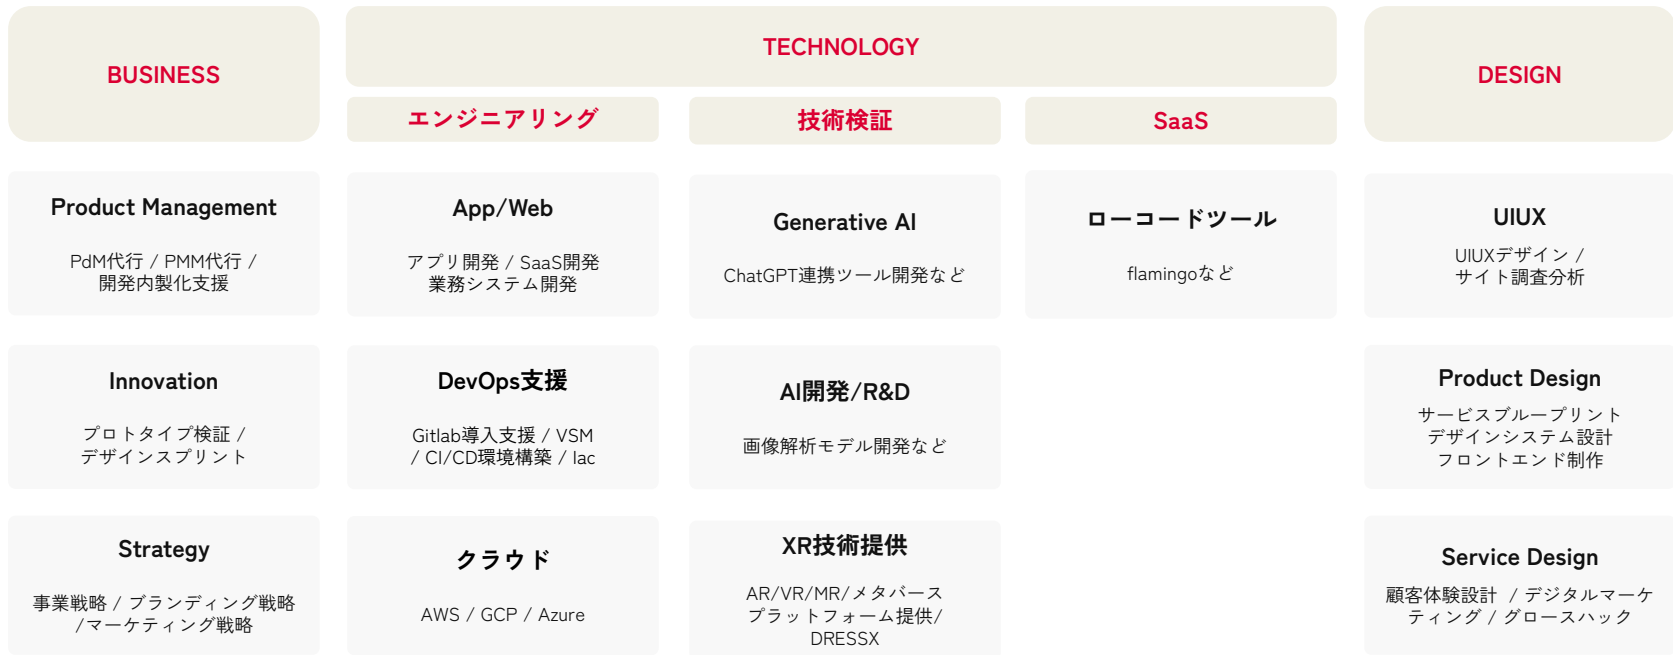 BUSINESS
TECHNOLOGY
DESIGN
エンジニアリング
技術検証
SaaS
Product Management
PdM代行 / PMM代行 /
開発内製化支援
App/Web
アプリ開発 / SaaS開発
業務システム開発
Generative AI
ChatGPT連携ツール開発など
ローコードツール
flamingoなど
UIUX
UIUXデザイン /
サイト調査分析
Innovation
プロトタイプ検証 /
デザインスプリント
DevOps支援
Gitlab導入支援 / VSM
/ CI/CD環境構築 / Iac
AI開発/R&D
画像解析モデル開発など
Product Design
サービスブループリント
デザインシステム設計
フロントエンド制作
Strategy
事業戦略 / ブランディング戦略
/マーケティング戦略
クラウド
AWS / GCP / Azure
XR技術提供
AR/VR/MR/メタバース
プラットフォーム提供/
DRESSX
Service Design
顧客体験設計 / デジタルマーケ
ティング / グロースハック